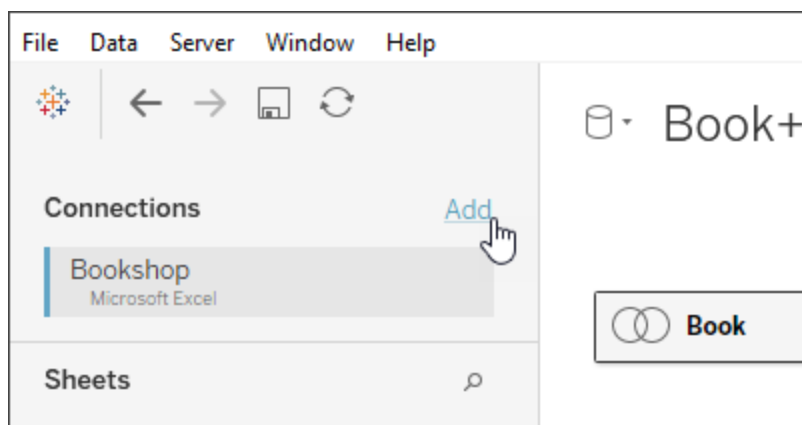 File Data Server Window Help
Book+
Connections Add
Bookshop
Microsoft Excel
Book
Sheets